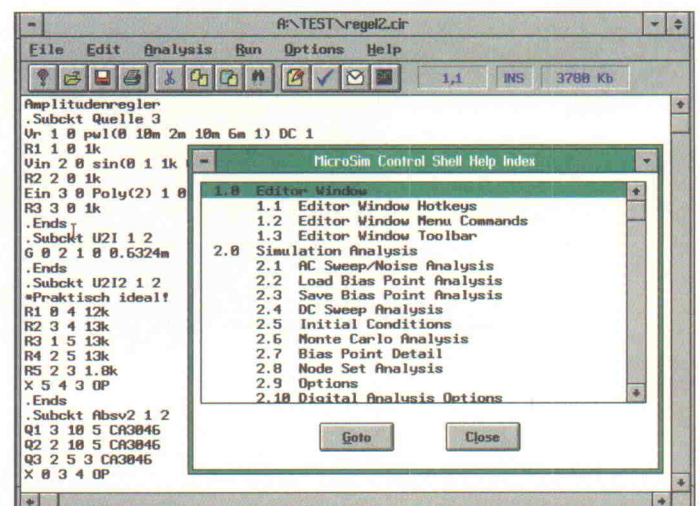 A:\TEST\regel2.cir
File Edit Analysis Run Options Help
1,1 INS 3780 Kb
Amplitudenregler
.Subckt Quelle 3
Vr 1 0 pwl(0 10m 2m 10m 6m 1) DC 1
R1 1 0 1k
Vin 2 0 sin(0 1 1k
R2 2 0 1k
Ein 3 0 Poly(2) 1 0
R3 3 0 1k
.Ends
.Subckt U2I 1 2
G 0 2 1 0 0.6324m
.Ends
.Subckt U2I2 1 2
*Praktisch ideal!
R1 0 4 12k
R2 3 4 13k
R3 1 5 13k
R4 2 5 13k
R5 2 3 1.8k
X 5 4 3 OP
.Ends
.Subckt Absv2 1 2
Q1 3 10 5 CA3046
Q2 2 10 5 CA3046
Q3 2 5 3 CA3046
X 0 3 4 OP
MicroSim Control Shell Help Index
1.0 Editor Window
1.1 Editor Window Hotkeys
1.2 Editor Window Menu Commands
1.3 Editor Window Toolbar
2.0 Simulation Analysis
2.1 AC Sweep/Noise Analysis
2.2 Load Bias Point Analysis
2.3 Save Bias Point Analysis
2.4 DC Sweep Analysis
2.5 Initial Conditions
2.6 Monte Carlo Analysis
2.7 Bias Point Detail
2.8 Node Set Analysis
2.9 Options
2.10 Digital Analysis Options
Goto Close